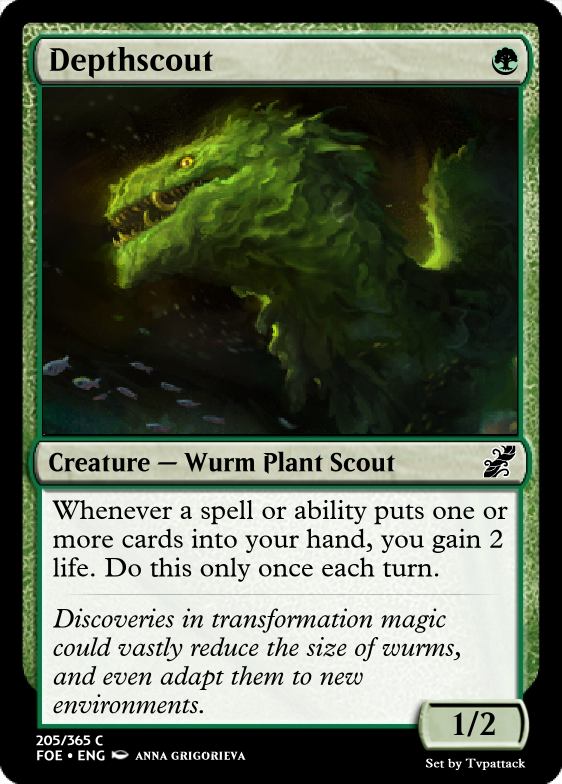 Depthscout
Creature — Wurm Plant Scout
Whenever a spell or ability puts one or
more cards into your hand, you gain 2
life. Do this only once each turn.
Discoveries in transformation magic
could vastly reduce the size of wurms,
and even adapt them to new
environments.
1/2
205/365 C
FOE • ENG ANNA GRIGORIEVA
Set by Tvpattack